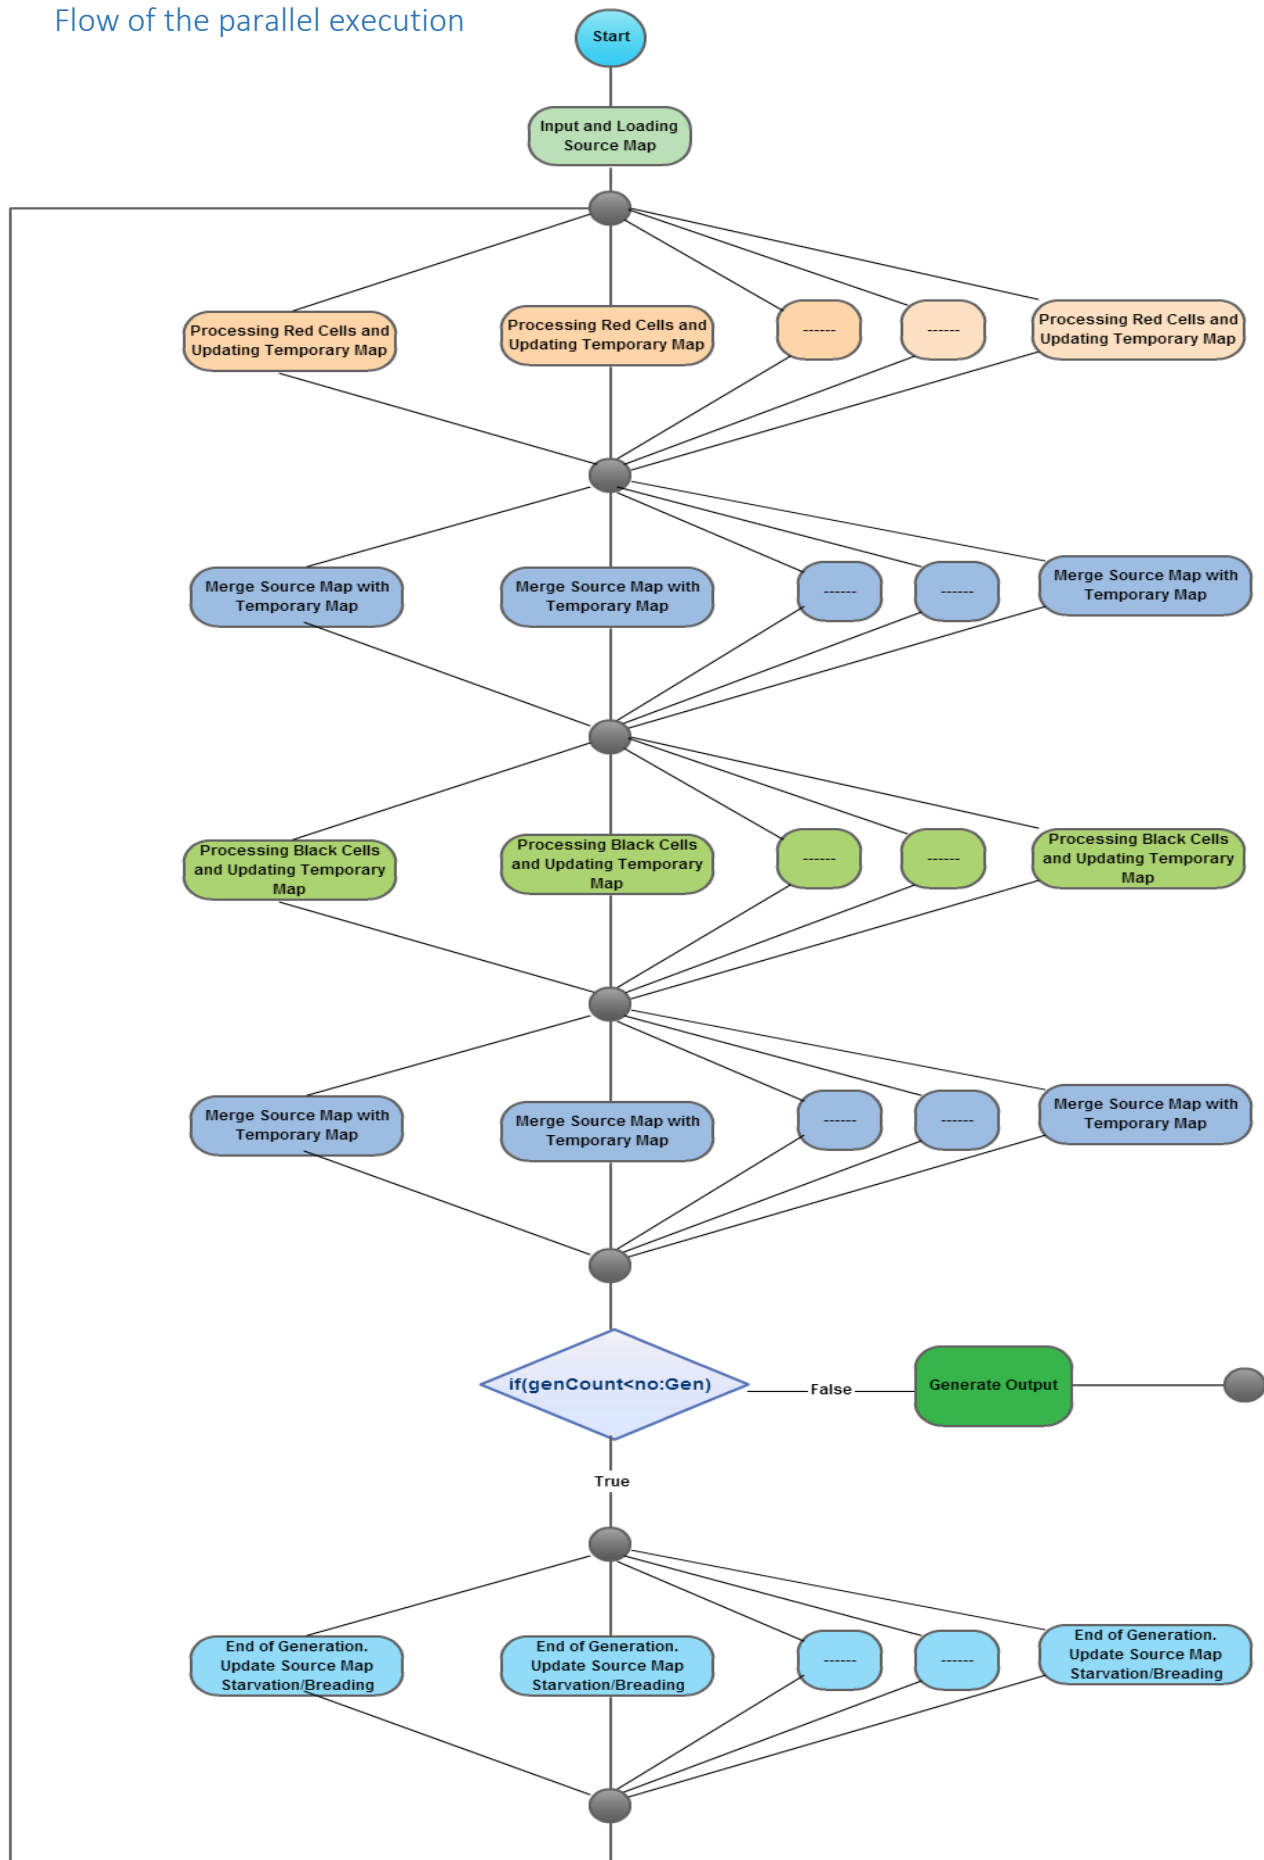 Flow of the parallel execution
Start
Input and Loading
Source Map
Processing Red Cells and
Updating Temporary Map
Processing Red Cells and
Updating Temporary Map
------
------
Processing Red Cells and
Updating Temporary Map
Merge Source Map with
Temporary Map
Merge Source Map with
Temporary Map
------
------
Merge Source Map with
Temporary Map
Processing Black Cells
and Updating Temporary
Map
Processing Black Cells
and Updating Temporary
Map
------
------
Processing Black Cells
and Updating Temporary
Map
Merge Source Map with
Temporary Map
Merge Source Map with
Temporary Map
------
------
Merge Source Map with
Temporary Map
if(genCount<no:Gen)
False
Generate Output
True
End of Generation.
Update Source Map
Starvation/Breading
End of Generation.
Update Source Map
Starvation/Breading
------
------
End of Generation.
Update Source Map
Starvation/Breading